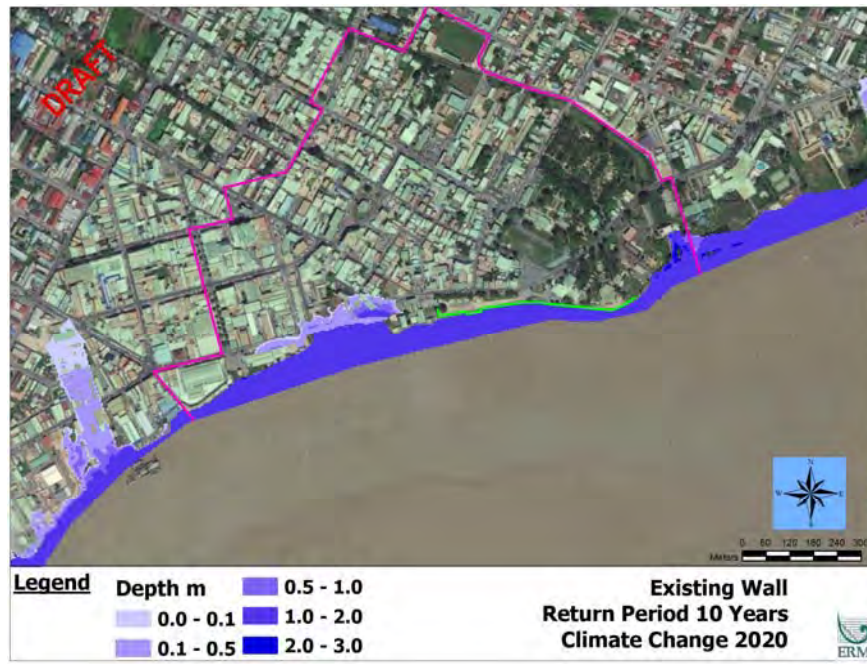 DRAFT
N
W
E
S
0 60 120 180 240 300
Meters
Legend
Depth m
0.0 - 0.1
0.1 - 0.5
0.5 - 1.0
1.0 - 2.0
2.0 - 3.0
Existing Wall
Return Period 10 Years
Climate Change 2020
ERM